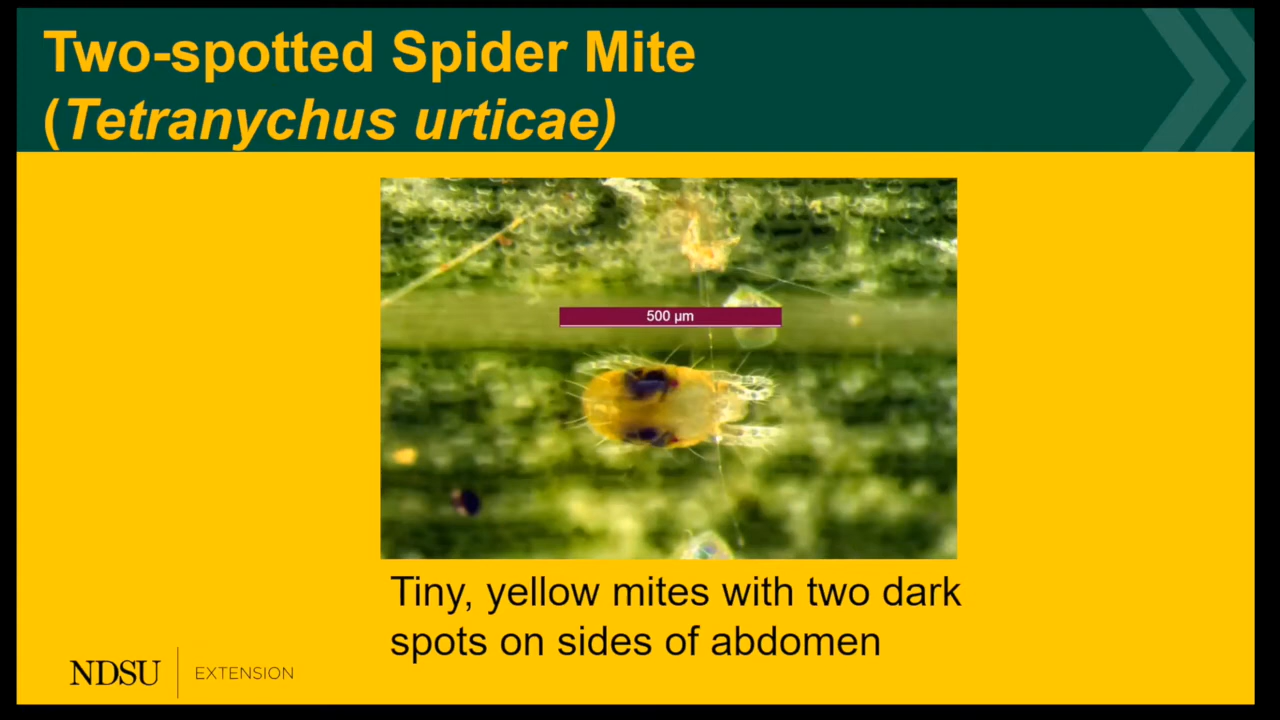 Two-spotted Spider Mite
(Tetranychus urticae)
500 µm
Tiny, yellow mites with two dark
spots on sides of abdomen
NDSU EXTENSION